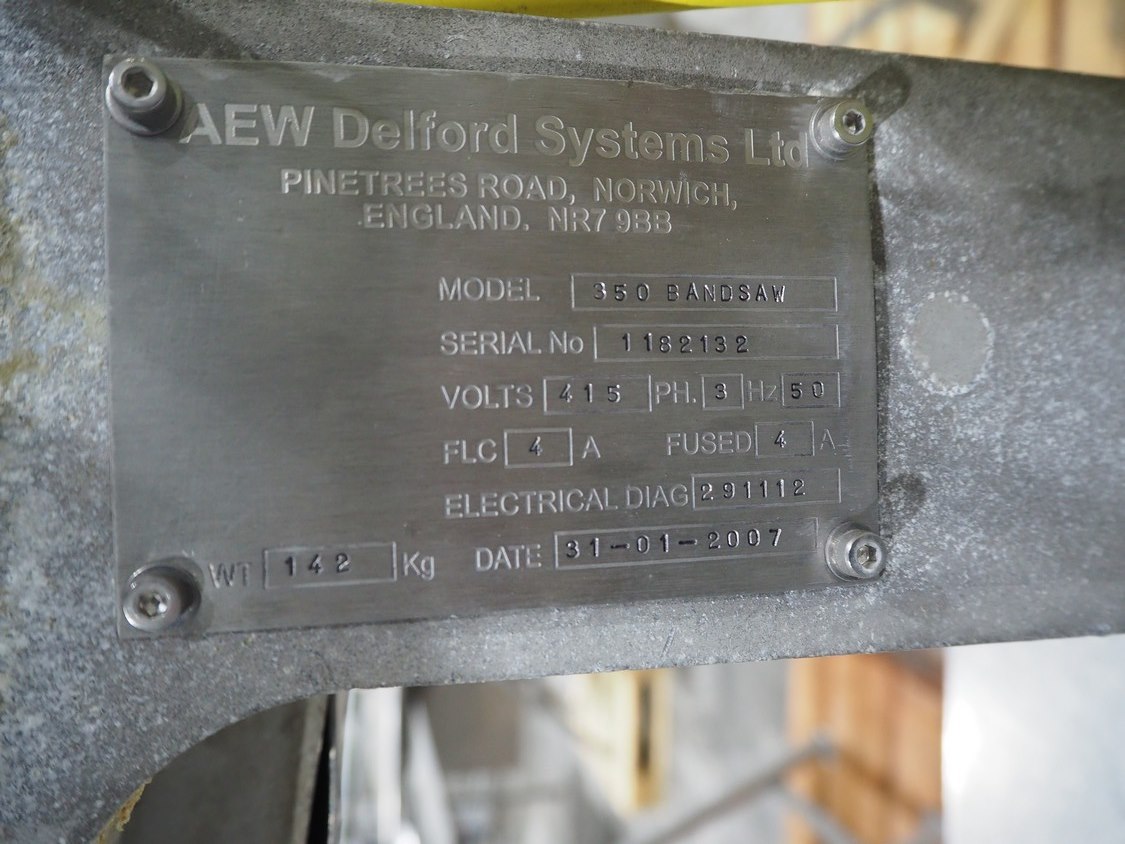 AEW Delford Systems Ltd
PINETREES ROAD, NORWICH,
ENGLAND. NR7 9BB
MODEL 350 BANDSAW
SERIAL No 1182132
VOLTS 415 PH. 3 Hz 50
FLC 4 A FUSED 4 A
ELECTRICAL DIAG 291112
WT 142 Kg DATE 31-01-2007